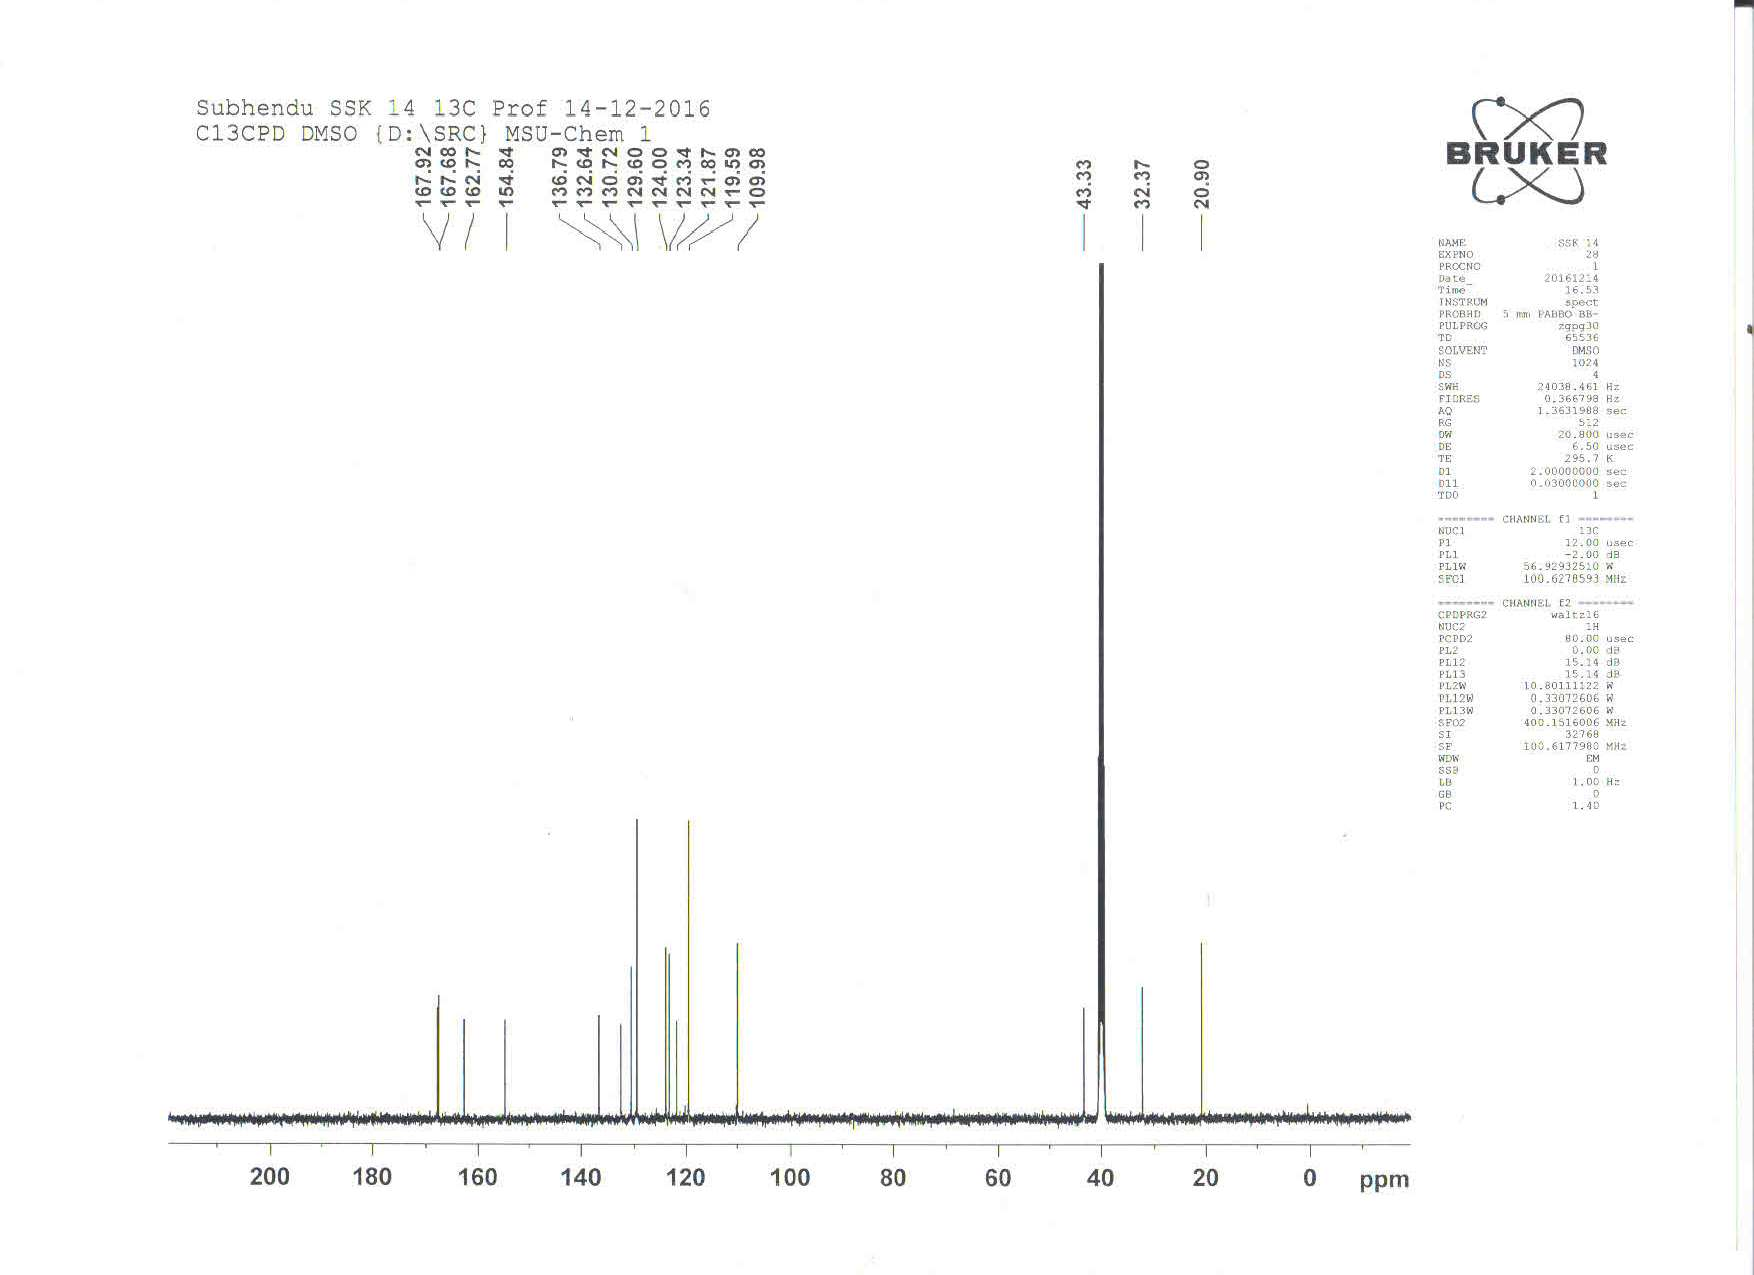 Subhendu SSK 14 13C Prof 14-12-2016
C13CPD DMSO {D:\SRC} MSU-Chem 1
167.92
167.68
162.77
154.84
136.79
132.64
130.72
129.60
124.00
123.34
121.87
119.59
109.98
43.33
32.37
20.90
BRUKER
NAME SSK 14
EXPNO 28
PROCNO 1
Date_ 20161214
Time 16.53
INSTRUM spect
PROBHD 5 mm PABBO BB-
PULPROG zgpg30
TD 65536
SOLVENT DMSO
NS 1024
DS 4
SWH 24038.461 Hz
FIDRES 0.366798 Hz
AQ 1.3631988 sec
RG 512
DW 20.800 usec
DE 6.50 usec
TE 295.7 K
D1 2.00000000 sec
D11 0.03000000 sec
TD0 1
======== CHANNEL f1 ========
NUC1 13C
P1 12.00 usec
PL1 -2.00 dB
PL1W 56.92932510 W
SFO1 100.6278593 MHz
======== CHANNEL f2 ========
CPDPRG2 waltz16
NUC2 1H
PCPD2 80.00 usec
PL2 0.00 dB
PL12 15.14 dB
PL13 15.14 dB
PL2W 10.80111122 W
PL12W 0.33072606 W
PL13W 0.33072606 W
SFO2 400.1516006 MHz
SI 32768
SF 100.6177980 MHz
WDW EM
SSB 0
LB 1.00 Hz
GB 0
PC 1.40
200 180 160 140 120 100 80 60 40 20 0 ppm